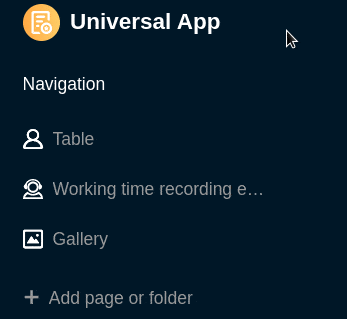 Universal App
Navigation
Table
Working time recording e...
Gallery
+ Add page or folder